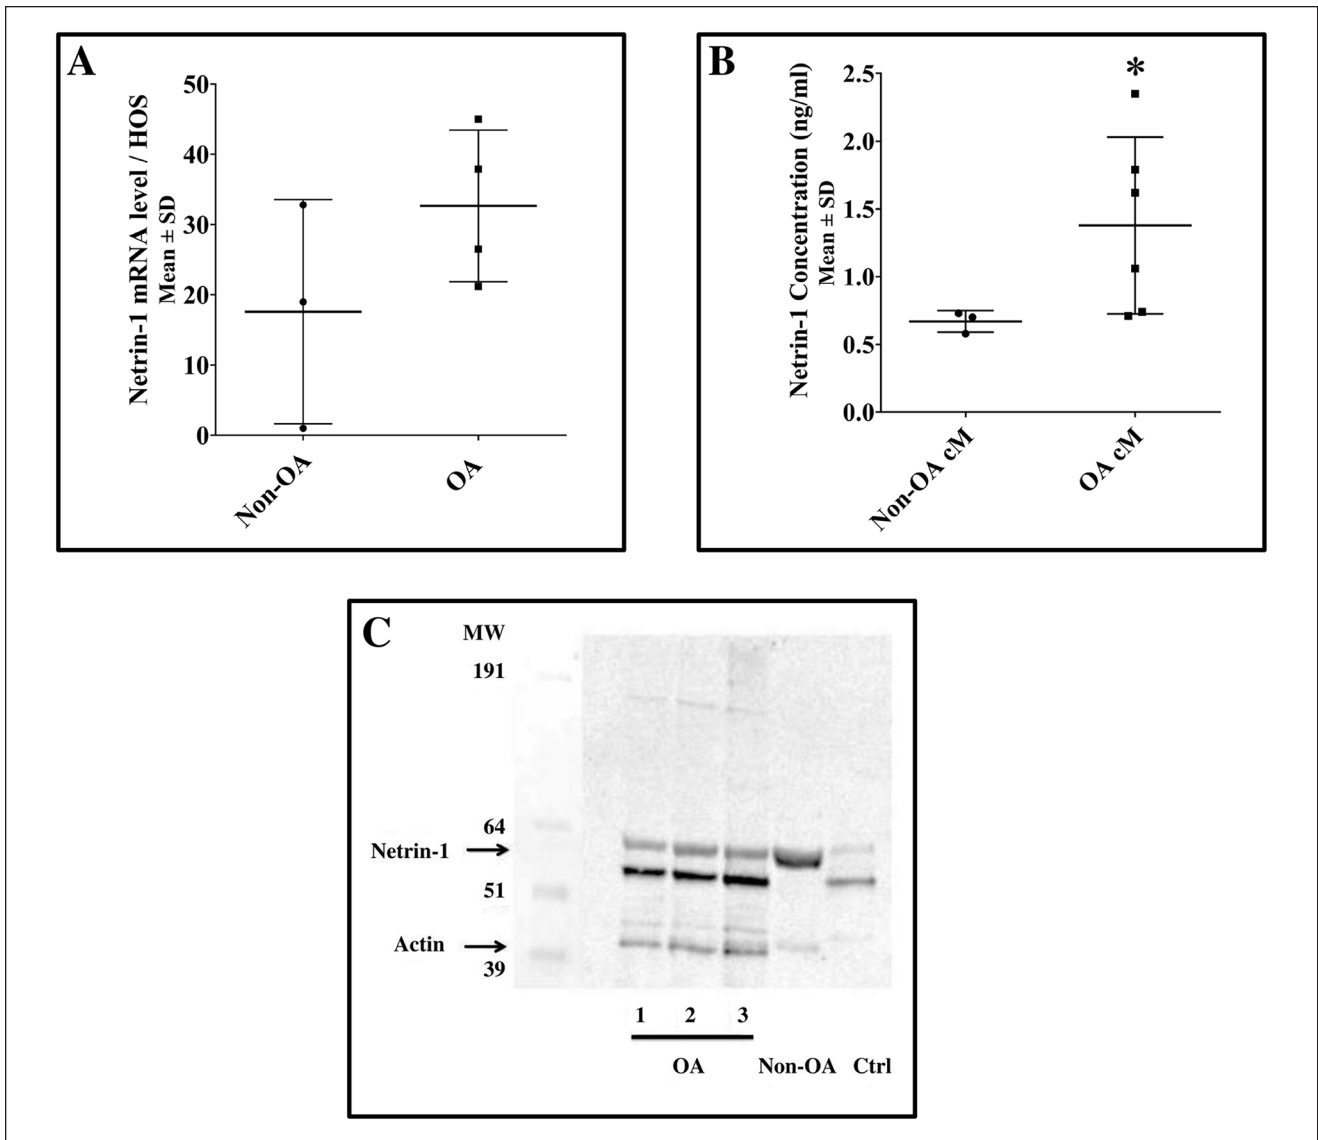 A
Netrin-1 mRNA level / HOS
Mean ± SD
50
40
30
20
10
0
Non-OA
OA
B
*
Netrin-1 Concentration (ng/ml)
Mean ± SD
2.5
2.0
1.5
1.0
0.5
0.0
Non-OA cM
OA cM
C
MW
191
64
Netrin-1
51
Actin
39
1 2 3
OA Non-OA Ctrl